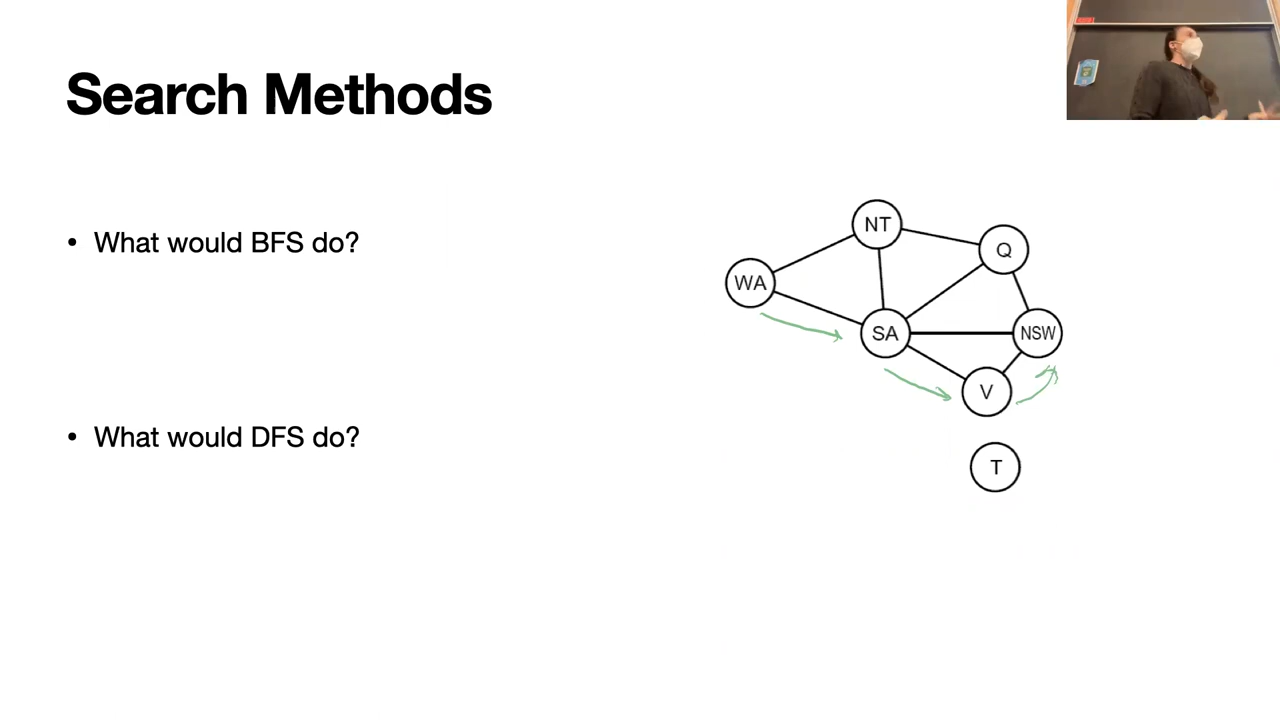 Search Methods
• What would BFS do?
• What would DFS do?
NT
Q
WA
SA
NSW
V
T